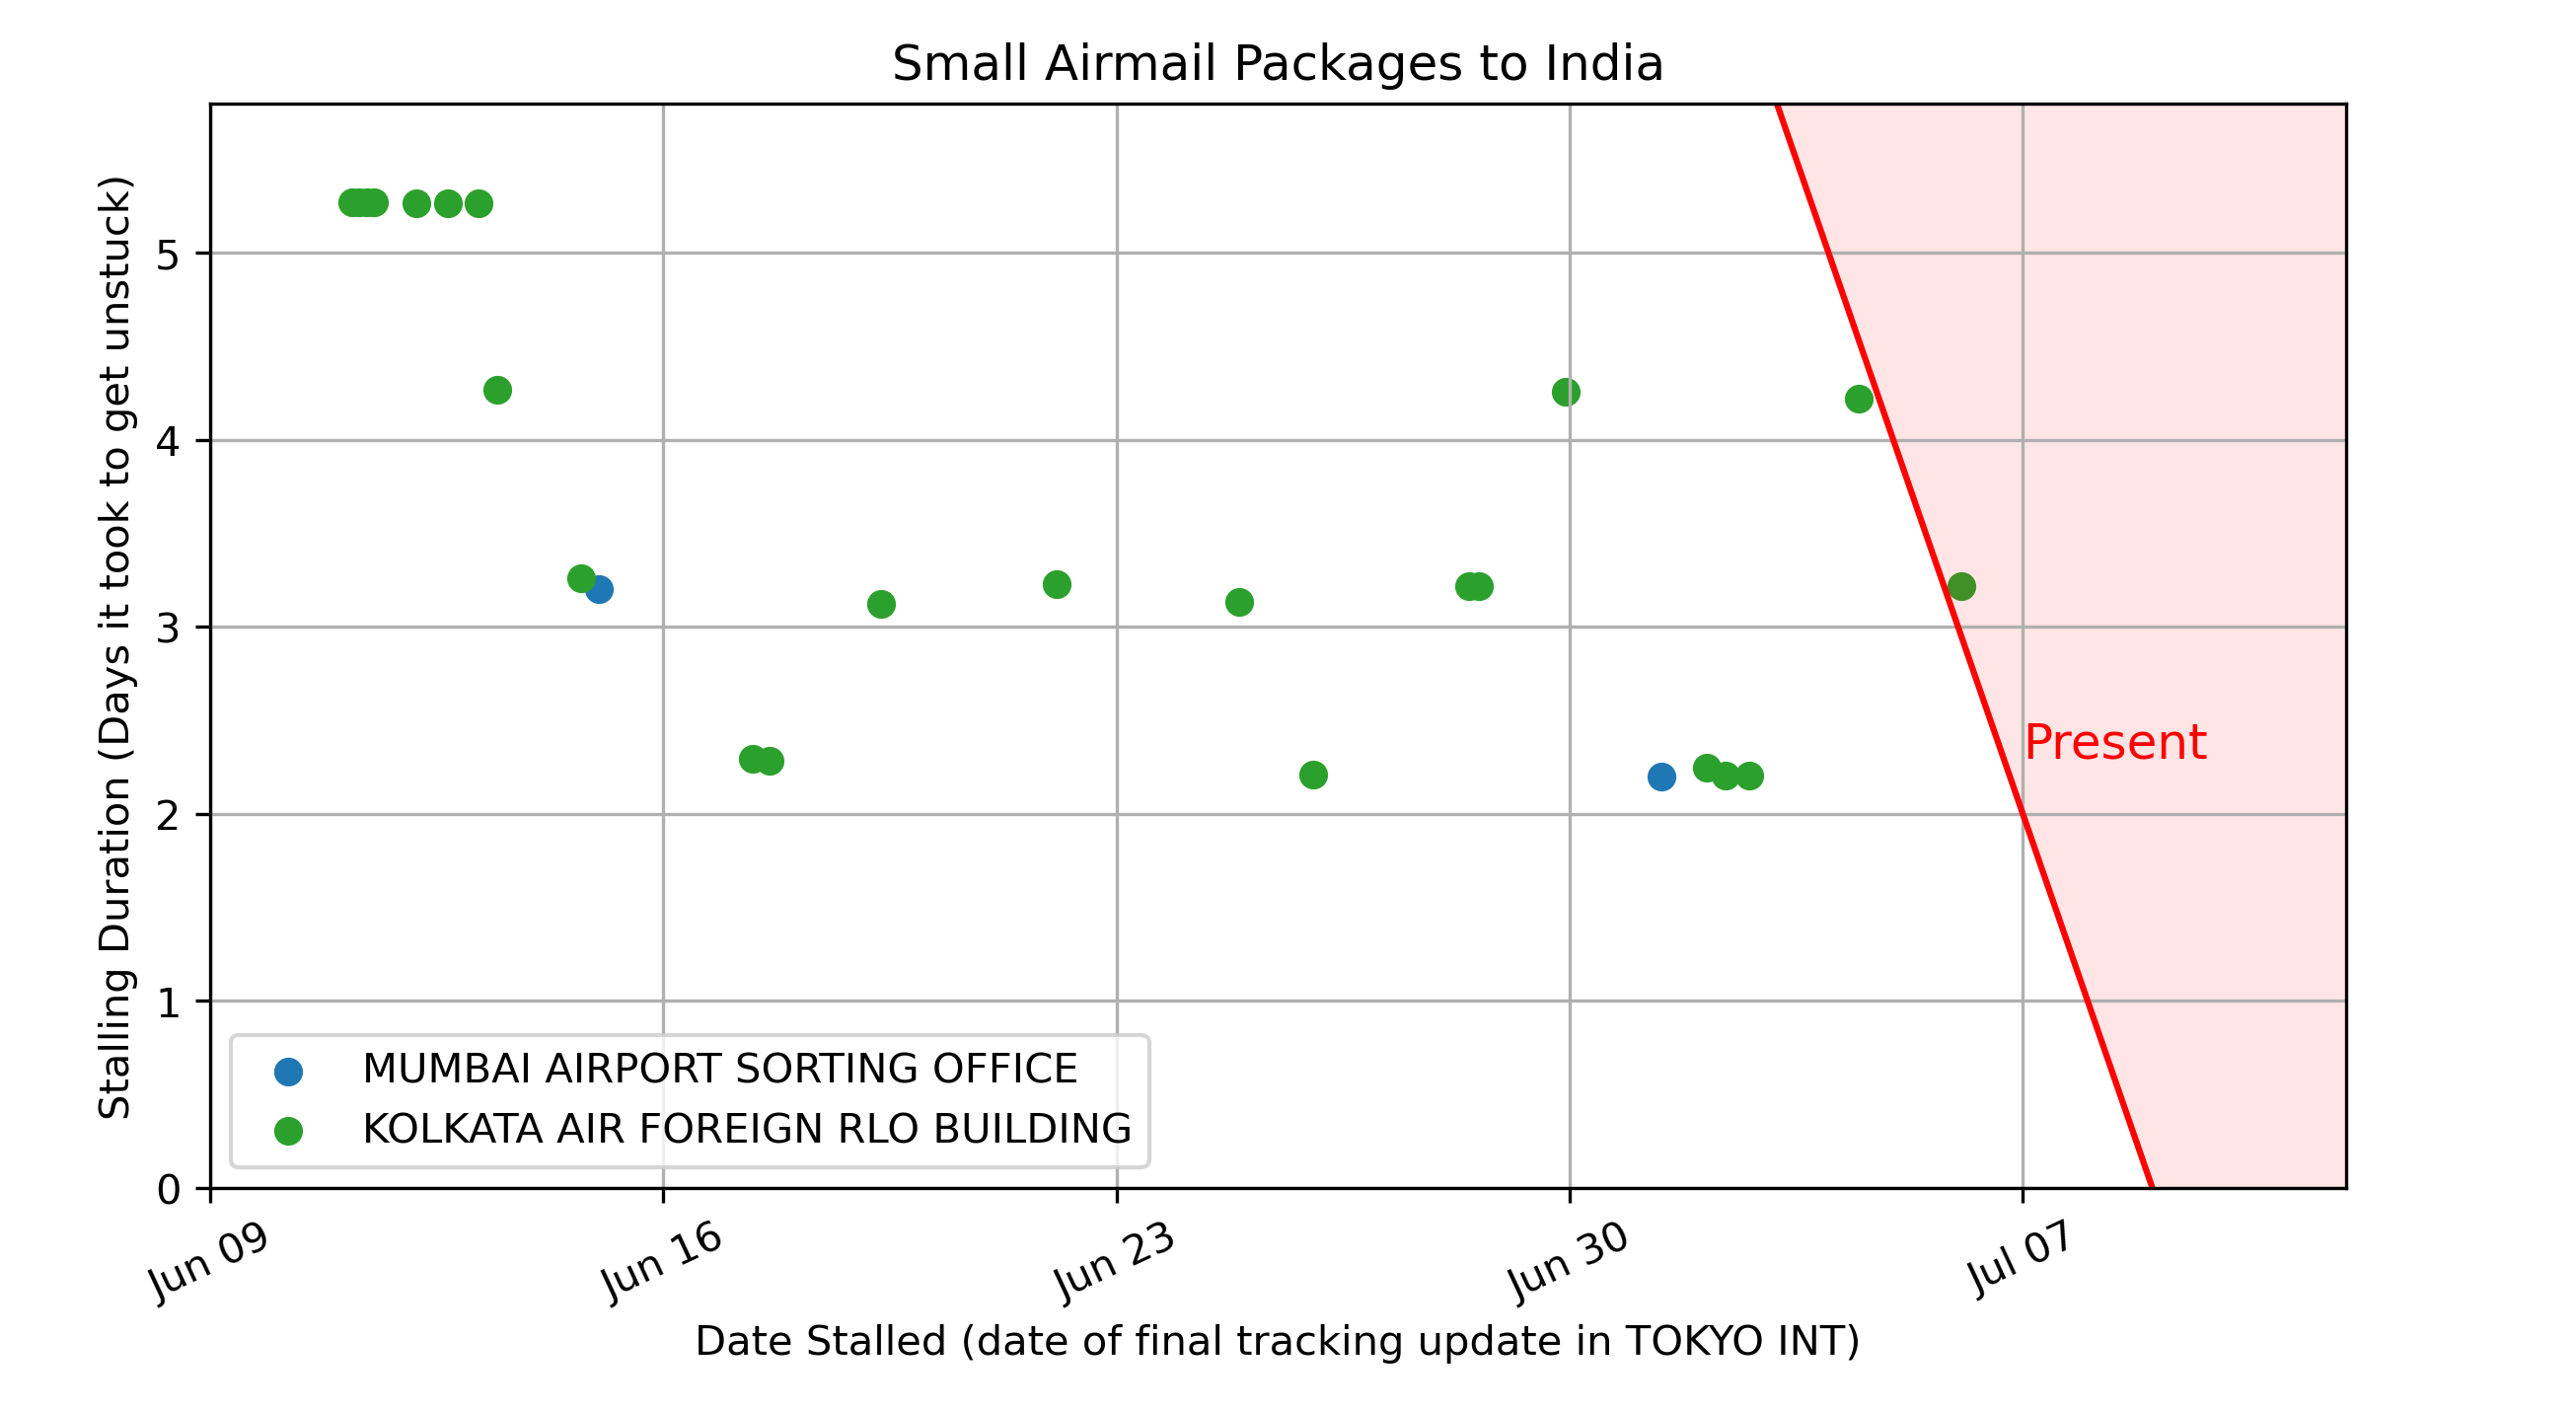 Small Airmail Packages to India
Stalling Duration (Days it took to get unstuck)
5
4
3
2
1
0
Present
MUMBAI AIRPORT SORTING OFFICE
KOLKATA AIR FOREIGN RLO BUILDING
Jun 09
Jun 16
Jun 23
Jun 30
Jul 07
Date Stalled (date of final tracking update in TOKYO INT)